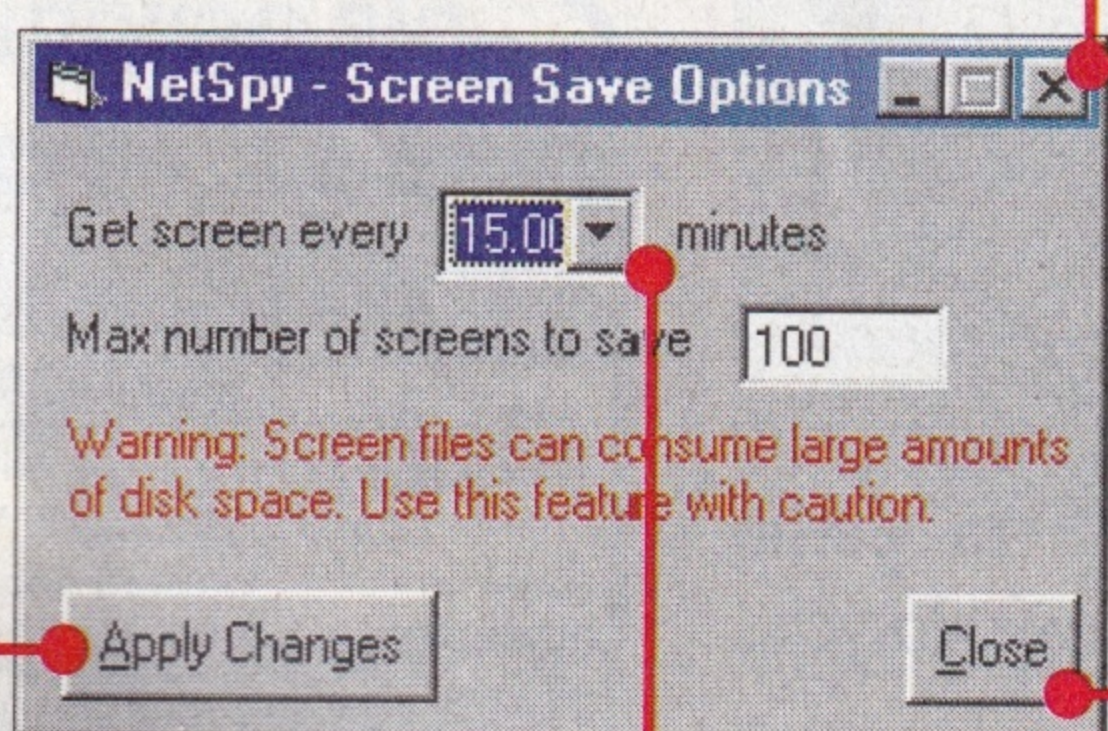 NetSpy - Screen Save Options
Get screen every 15.00 minutes
Max number of screens to save 100
Warning: Screen files can consume large amounts
of disk space. Use this feature with caution.
Apply Changes Close